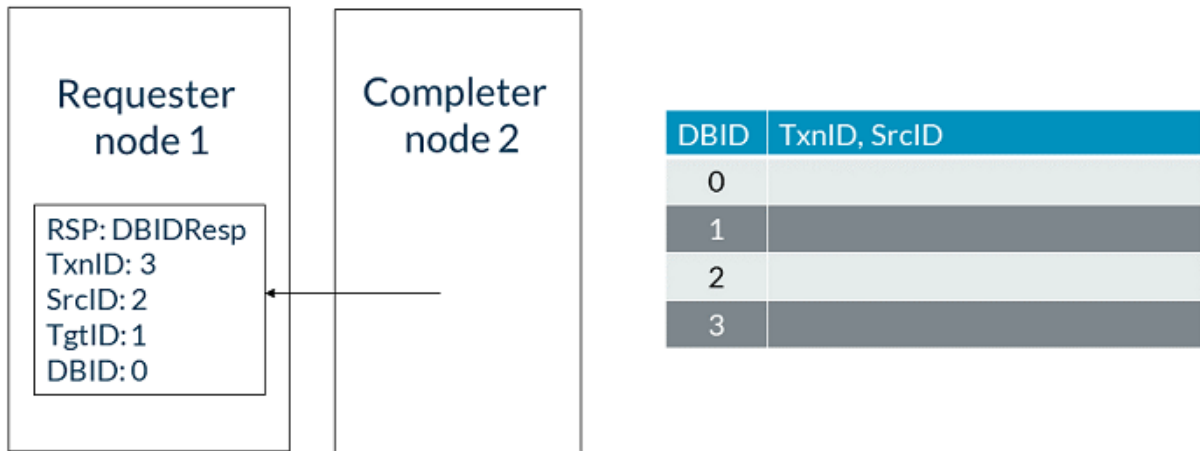 Requester
node 1
RSP: DBIDResp
TxnID: 3
SrcID: 2
TgtID: 1
DBID: 0
Completer
node 2
DBID TxnID, SrcID
0
1
2
3